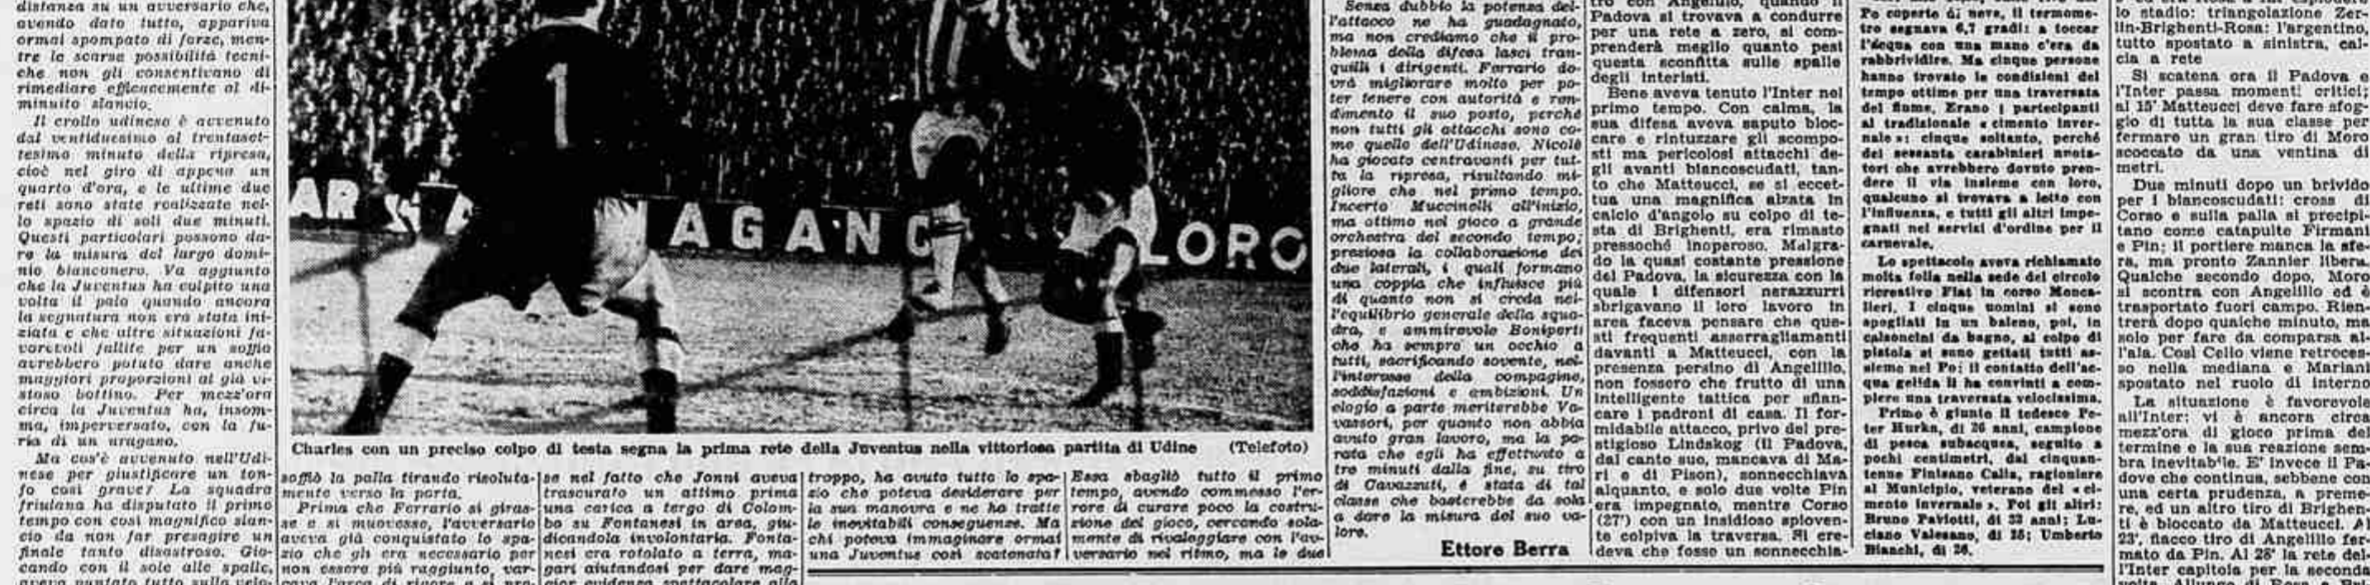 distanza su un avversario che,
avendo dato tutto, appariva
ormai spompato di forze, men-
tre le scarse possibilità tecni-
che non gli consentivano di
rimediare efficacemente al di-
minuito slancio.
Il crollo udinese è avvenuto
dal ventiduesimo al trentaset-
tesimo minuto della ripresa,
cioè nel giro di appena un
quarto d'ora, e le ultime due
reti sono state realizzate nel-
lo spazio di soli due minuti.
Questi particolari possono da-
re la misura del largo domi-
nio bianconero. Va aggiunto
che la Juventus ha colpito una
volta il palo quando ancora
la segnatura non era stata ini-
ziata e che altre situazioni fa-
vorevoli fallite per un soffio
avrebbero potuto dare anche
maggiori proporzioni al già vi-
stoso bottino. Per mezz'ora
circa la Juventus ha, insom-
ma, imperversato, con la fu-
ria di un uragano.
Ma cos'è avvenuto nell'Udi-
nese per giustificare un ton-
fo così grave? La squadra
friulana ha disputato il primo
tempo con così magnifico slan-
cio da non far presagire un
finale tanto disastroso. Gio-
cando con il sole alle spalle,
aveva puntato tutto sulla velo-
1
AR
AGANO
LORO
Charles con un preciso colpo di testa segna la prima rete della Juventus nella vittoriosa partita di Udine (Telefoto)
soffiò la palla tirando risoluta-
mente verso la porta.
Prima che Ferrario si giras-
se e si muovesse, l'avversario
aveva già conquistato lo spa-
zio che gli era necessario per
non essere più raggiunto, var-
cava l'area di rigore e si pre-
se nel fatto che Jonni aveva
trascurato un attimo prima
una carica a tergo di Colom-
bo su Fontanesi in area, giu-
dicandola involontaria. Fonta-
nesi era rotolato a terra, ma-
gari aiutandosi per dare mag-
gior evidenza spettacolare alla
troppo, ha avuto tutto lo spa-
zio che poteva desiderare per
la sua manovra e ne ha tratte
le inevitabili conseguenze. Ma
chi poteva immaginare ormai
una Juventus così scatenata?
Essa sbagliò tutto il primo
tempo, avendo commesso l'er-
rore di curare poco la costru-
zione del gioco, cercando sola-
mente di rivaleggiare con l'av-
versario nel ritmo, ma le due
Senza dubbio la potenza del-
l'attacco ne ha guadagnato,
ma non crediamo che il pro-
blema della difesa lasci tran-
quilli i dirigenti. Ferrario do-
vrà migliorare molto per po-
ter tenere con autorità e ren-
dimento il suo posto, perché
non tutti gli attacchi sono co-
me quello dell'Udinese. Nicolè
ha giocato centravanti per tut-
ta la ripresa, risultando mi-
gliore che nel primo tempo.
Incerto Muccinelli all'inizio,
ma ottimo nel gioco a grande
orchestra del secondo tempo;
preziosa la collaborazione dei
due laterali, i quali formano
una coppia che influisce più
di quanto non si creda nel-
l'equilibrio generale della squa-
dra, e ammirevole Boniperti
che ha sempre un occhio a
tutti, sacrificando sovente, nel-
l'interesse della compagine,
soddisfazioni e ambizioni. Un
elogio a parte meriterebbe Va-
vassori, per quanto non abbia
avuto gran lavoro, ma la pa-
rata che egli ha effettuato a
tre minuti dalla fine, su tiro
di Cavazzuti, è stata di tal
classe che basterebbe da sola
a dare la misura del suo va-
lore.
Ettore Berra
tro con Angelillo, quando il
Padova si trovava a condurre
per una rete a zero, si com-
prenderà meglio quanto pesi
questa sconfitta sulle spalle
degli interisti.
Bene aveva tenuto l'Inter nel
primo tempo. Con calma, la
sua difesa aveva saputo bloc-
care e rintuzzare gli scompo-
sti ma pericolosi attacchi de-
gli avanti biancoscudati, tan-
to che Matteucci, se si eccet-
tua una magnifica alzata in
calcio d'angolo su colpo di te-
sta di Brighenti, era rimasto
pressoché inoperoso. Malgra-
do la quasi costante pressione
del Padova, la sicurezza con la
quale i difensori nerazzurri
sbrigavano il loro lavoro in
area faceva pensare che que-
sti frequenti asserragliamenti
davanti a Matteucci, con la
presenza persino di Angelillo,
non fossero che frutto di una
intelligente tattica per sfian-
care i padroni di casa. Il for-
midabile attacco, privo del pre-
stigioso Lindskog (il Padova,
dal canto suo, mancava di Ma-
ri e di Pison), sonnecchiava
alquanto, e solo due volte Pin
era impegnato, mentre Corso
(27') con un insidioso spioven-
te colpiva la traversa. Si cre-
deva che fosse un sonnecchia-
Po coperte di neve, il termome-
tro segnava 6,7 gradi: a toccar
l'acqua con una mano c'era da
rabbrividire. Ma cinque persone
hanno trovato le condizioni del
tempo ottime per una traversata
del fiume. Erano i partecipanti
al tradizionale « cimento inver-
nale »: cinque soltanto, perché
dei sessanta carabinieri nuota-
tori che avrebbero dovuto pren-
dere il via insieme con loro,
qualcuno si trovava a letto con
l'influenza, e tutti gli altri impe-
gnati nei servizi d'ordine per il
carnevale.
Lo spettacolo aveva richiamato
molta folla nella sede del circolo
ricreativo Fiat in corso Monca-
lieri. I cinque uomini si sono
spogliati in un baleno, poi, in
calzoncini da bagno, al colpo di
pistola si sono gettati tutti as-
sieme nel Po; il contatto dell'ac-
qua gelida li ha convinti a com-
piere una traversata velocissima.
Primo è giunto il tedesco Pe-
ter Hurka, di 26 anni, campione
di pesca subacquea, seguito a
pochi centimetri, dal cinquan-
tenne Finisano Calia, ragioniere
al Municipio, veterano del « ci-
mento invernale ». Poi gli altri:
Bruno Paviotti, di 32 anni; Lu-
ciano Valesano, di 25; Umberto
Bianchi, di 26.
lo stadio: triangolazione Zer-
lin-Brighenti-Rosa: l'argentino,
tutto spostato a sinistra, cal-
cia a rete
Si scatena ora il Padova e
l'Inter passa momenti critici;
al 15' Matteucci deve fare sfog-
gio di tutta la sua classe per
fermare un gran tiro di Moro
scoccato da una ventina di
metri.
Due minuti dopo un brivido
per i biancoscudati: cross di
Corso e sulla palla si precipi-
tano come catapulte Firmani
e Pin; il portiere manca la sfe-
ra, ma pronto Zannier libera.
Qualche secondo dopo, Moro
si scontra con Angelillo ed è
trasportato fuori campo. Rien-
trerà dopo qualche minuto, ma
solo per fare da comparsa al-
l'ala. Così Cello viene retroces-
so nella mediana e Mariani
spostato nel ruolo di interno
La situazione è favorevole
all'Inter: vi è ancora circa
mezz'ora di gioco prima del
termine e la sua reazione sem-
bra inevitabile. E' invece il Pa-
dova che continua, sebbene con
una certa prudenza, a preme-
re, ed un altro tiro di Brighen-
ti è bloccato da Matteucci. Al
23', fiacco tiro di Angelillo fer-
mato da Pin. Al 28' la rete del-
l'Inter capitola per la seconda